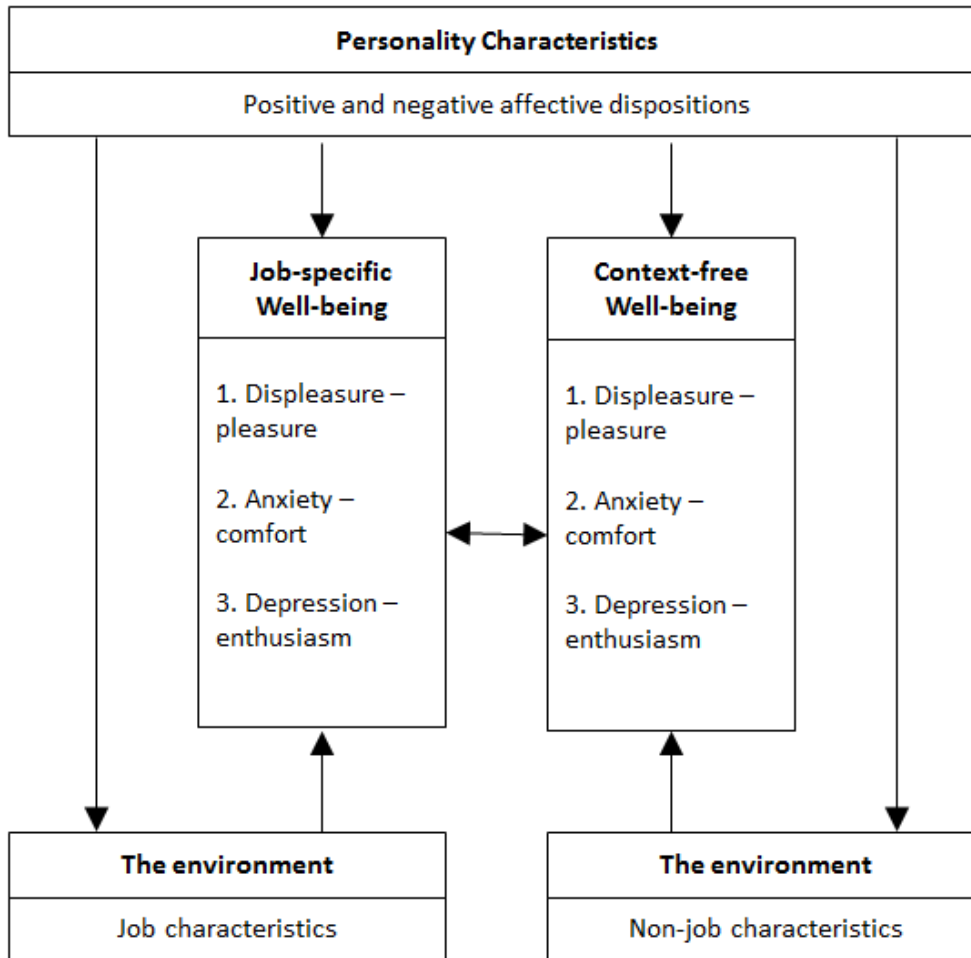 Personality Characteristics
Positive and negative affective dispositions
Job-specific
Well-being
1. Displeasure –
pleasure
2. Anxiety –
comfort
3. Depression –
enthusiasm
Context-free
Well-being
1. Displeasure –
pleasure
2. Anxiety –
comfort
3. Depression –
enthusiasm
The environment
Job characteristics
The environment
Non-job characteristics